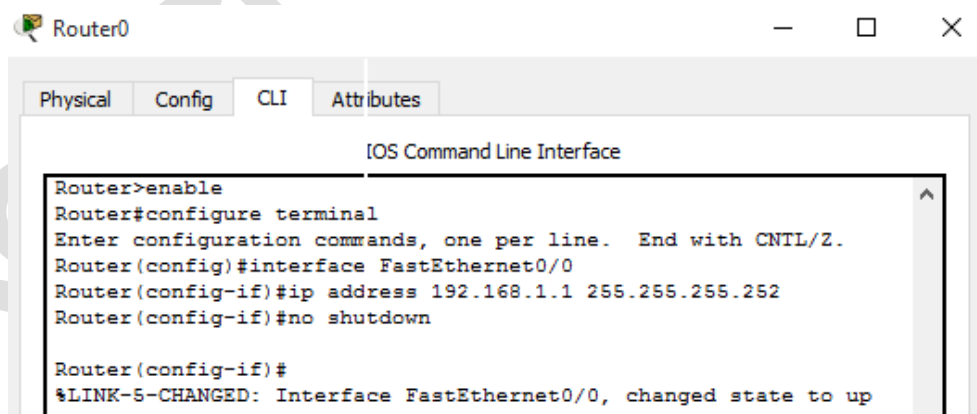 Router0
Physical Config CLI Attributes
IOS Command Line Interface
Router>enable
Router#configure terminal
Enter configuration commands, one per line.  End with CNTL/Z.
Router(config)#interface FastEthernet0/0
Router(config-if)#ip address 192.168.1.1 255.255.255.252
Router(config-if)#no shutdown
Router(config-if)#
%LINK-5-CHANGED: Interface FastEthernet0/0, changed state to up